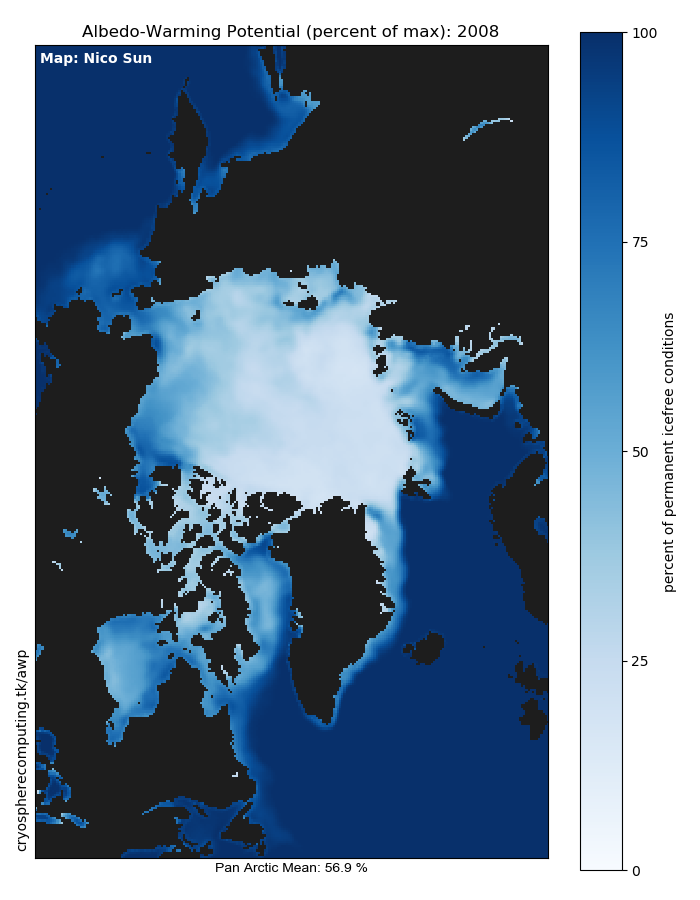 Albedo-Warming Potential (percent of max): 2008
Map: Nico Sun
100
75
50
25
0
percent of permanent icefree conditions
cryospherecomputing.tk/awp
Pan Arctic Mean: 56.9 %